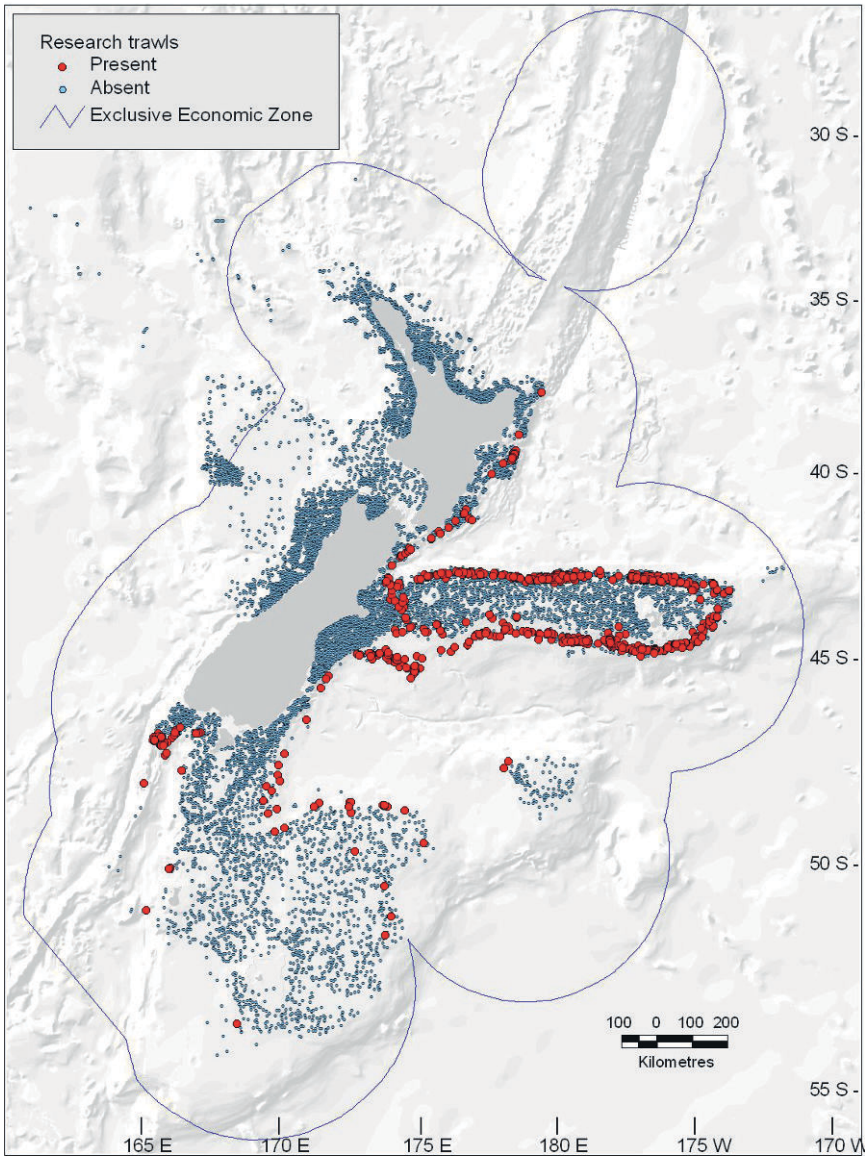 Research trawls
Present
Absent
Exclusive Economic Zone
30 S -
35 S -
40 S -
45 S -
50 S -
100 0 100 200
Kilometres
55 S -
165 E 170 E 175 E 180 E 175 W 170 W